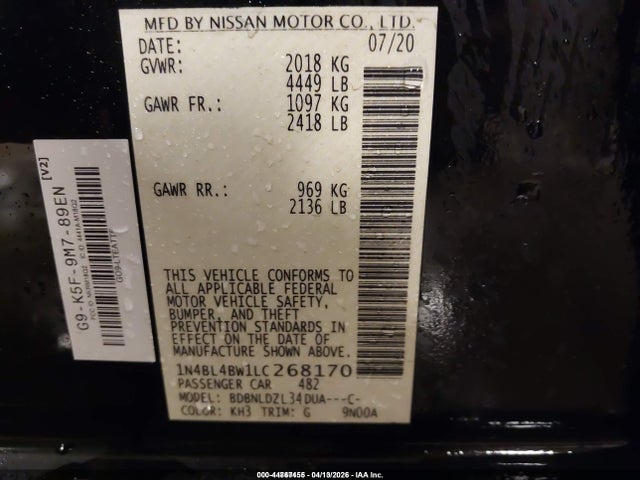 MFD BY NISSAN MOTOR CO., LTD.
DATE: 07/20
GVWR: 2018 KG
4449 LB
GAWR FR.: 1097 KG
2418 LB
GAWR RR.: 969 KG
2136 LB
THIS VEHICLE CONFORMS TO
ALL APPLICABLE FEDERAL
MOTOR VEHICLE SAFETY,
BUMPER, AND THEFT
PREVENTION STANDARDS IN
EFFECT ON THE DATE OF
MANUFACTURE SHOWN ABOVE.
1N4BL4BW1LC268170
PASSENGER CAR 482
MODEL: BDBNLDZL34DUA---C-
COLOR: KH3 TRIM: G 9N00A
[V2]
G9-K5F-9M7-89EN
GO9-LTEA1T7
04/13/2026 - IAA Inc.